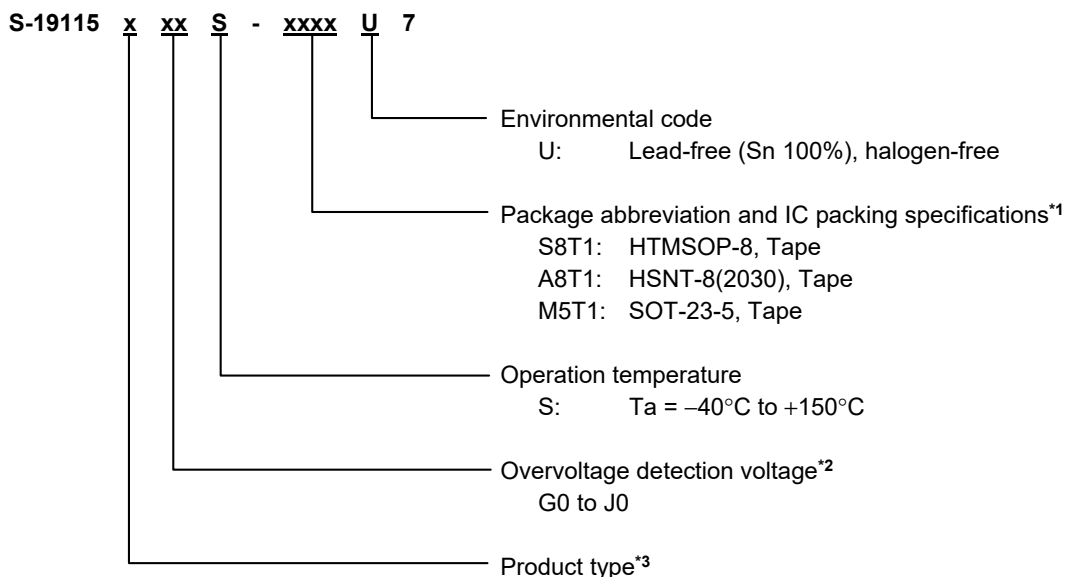 S-19115 x xx S - xxxx U 7
Environmental code
U: Lead-free (Sn 100%), halogen-free
Package abbreviation and IC packing specifications*1
S8T1: HTMSOP-8, Tape
A8T1: HSNT-8(2030), Tape
M5T1: SOT-23-5, Tape
Operation temperature
S: Ta = −40°C to +150°C
Overvoltage detection voltage*2
G0 to J0
Product type*3